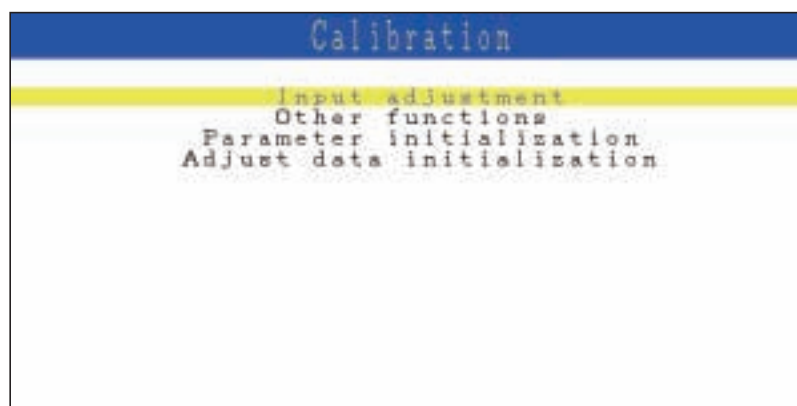 Calibration
Input adjustment
Other functions
Parameter initialization
Adjust data initialization